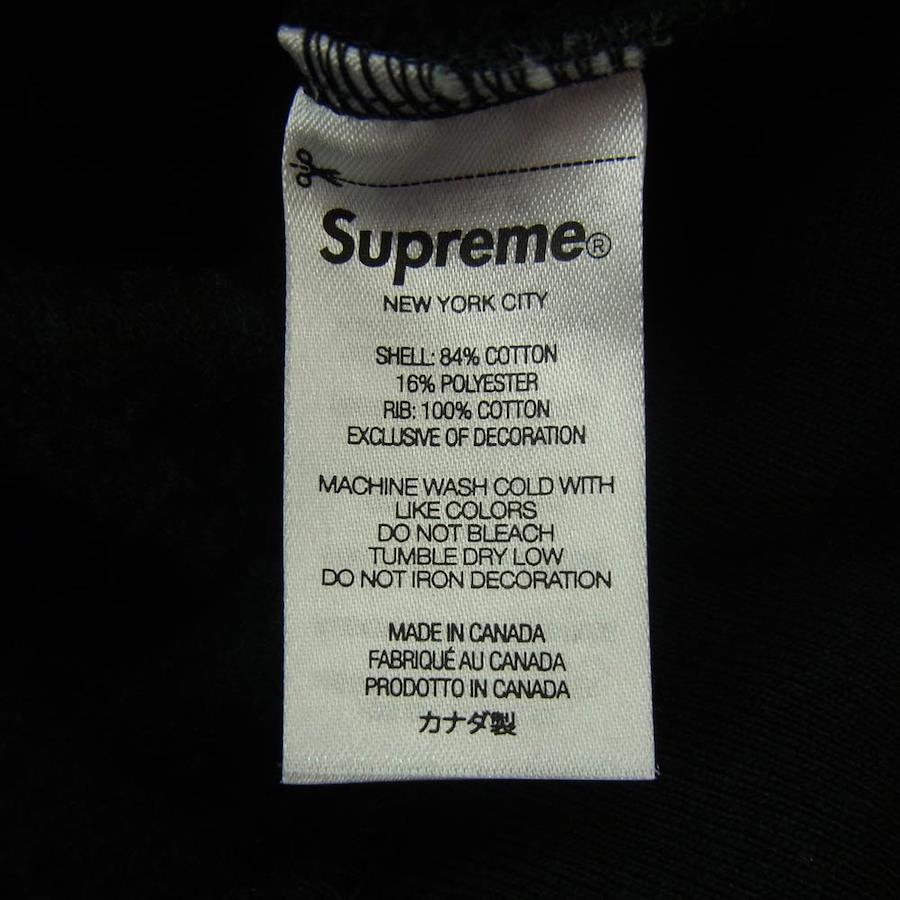 Supreme®
NEW YORK CITY
SHELL: 84% COTTON
16% POLYESTER
RIB: 100% COTTON
EXCLUSIVE OF DECORATION
MACHINE WASH COLD WITH
LIKE COLORS
DO NOT BLEACH
TUMBLE DRY LOW
DO NOT IRON DECORATION
MADE IN CANADA
FABRIQUÉ AU CANADA
PRODOTTO IN CANADA
カナダ製